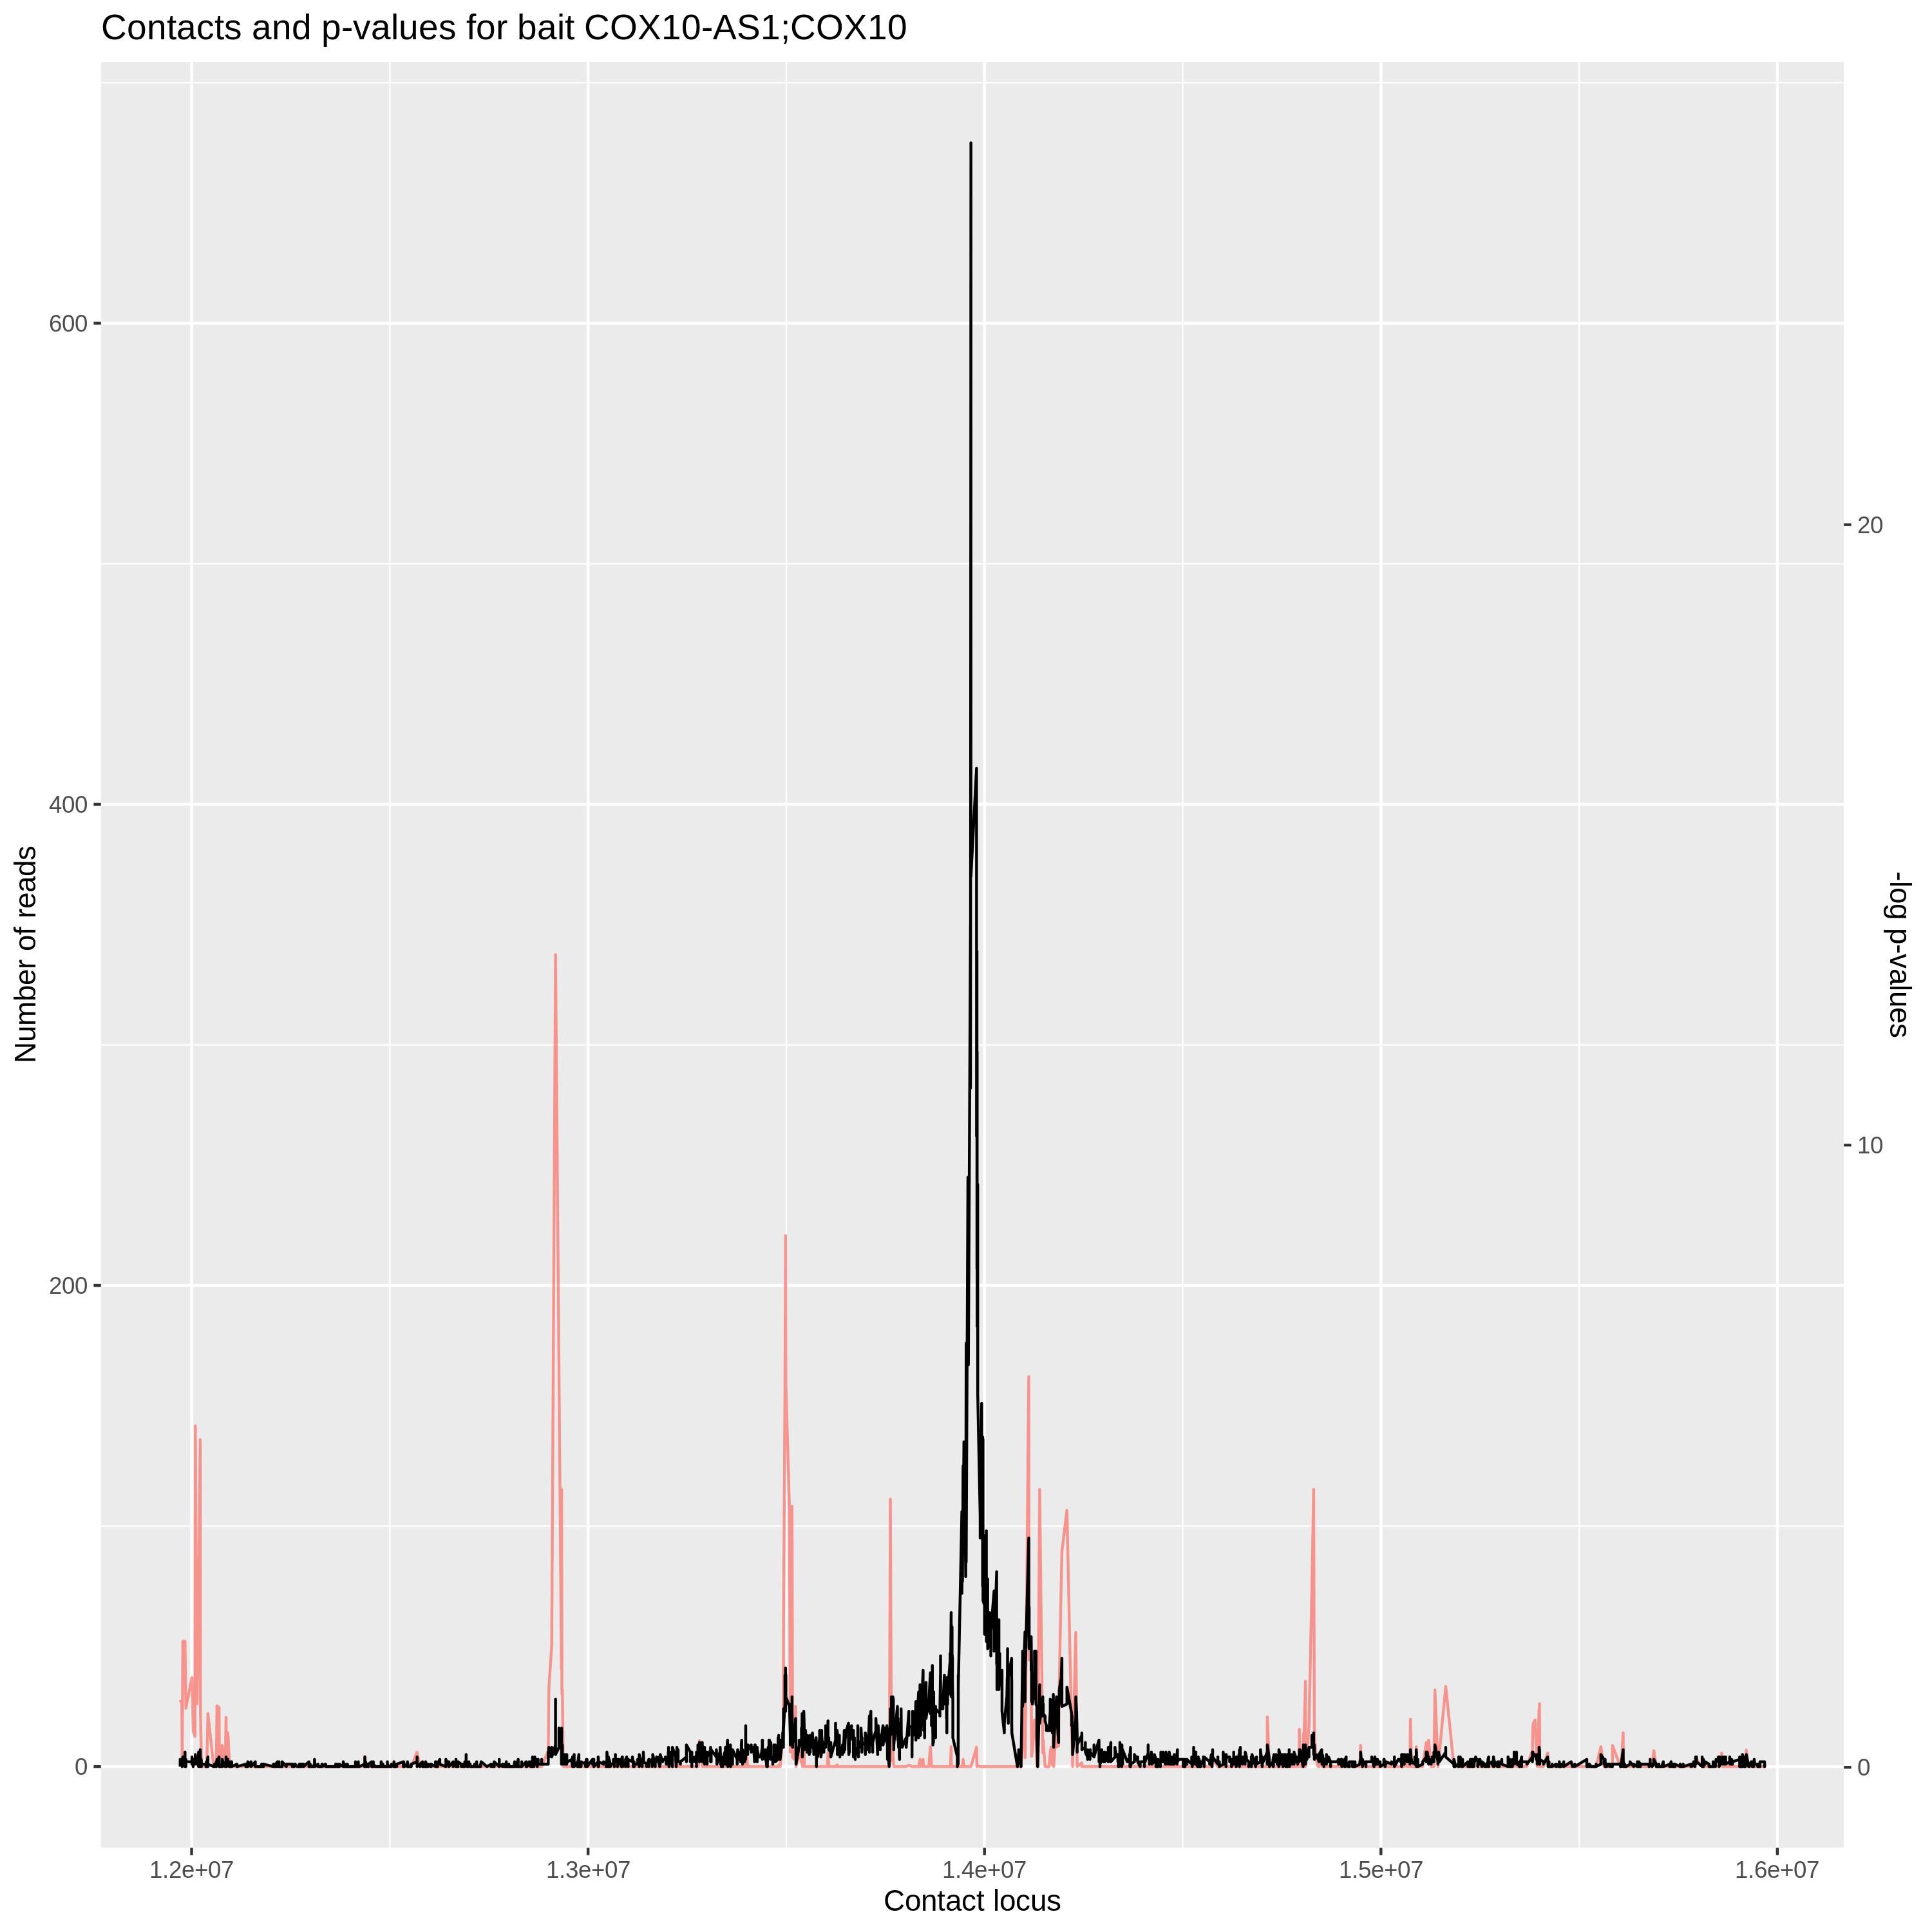 Contacts and p-values for bait COX10-AS1;COX10
600
400
200
0
Number of reads
20
10
0
-log p-values
1.2e+07
1.3e+07
1.4e+07
1.5e+07
1.6e+07
Contact locus